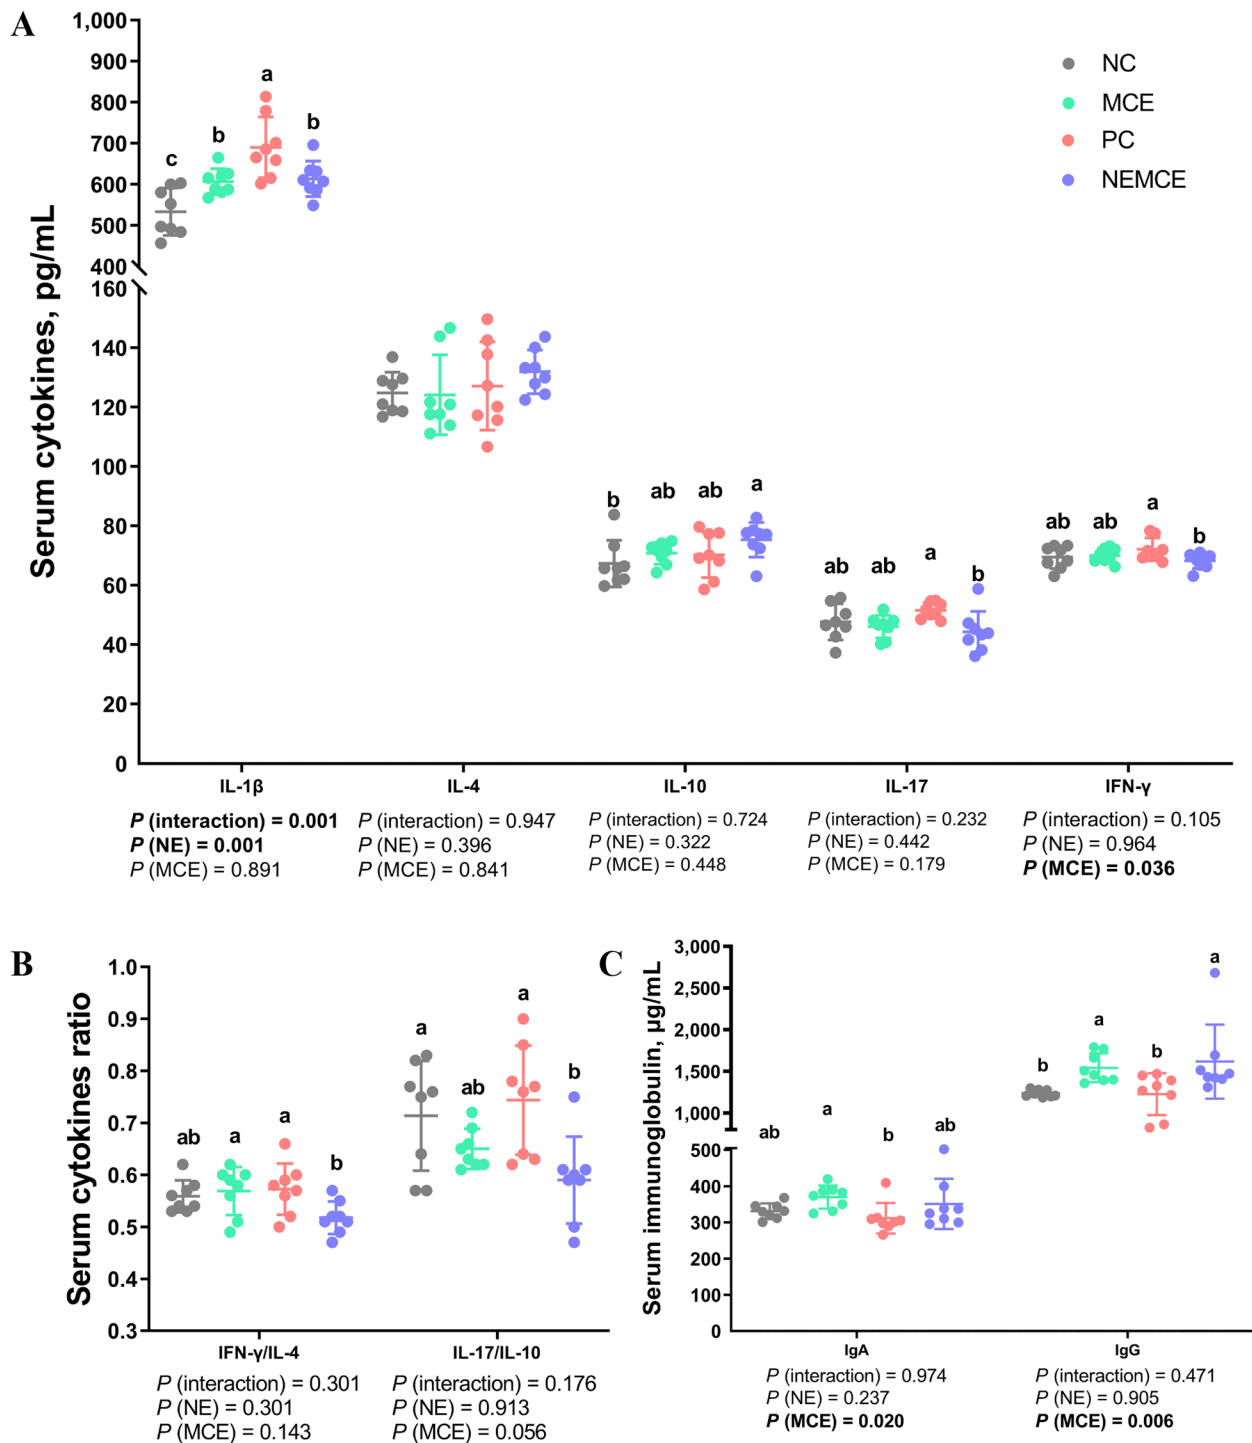 A
1,000
900
800
700
600
500
400
160
140
120
100
80
60
40
20
0
Serum cytokines, pg/mL
NC
MCE
PC
NEMCE
c b a b
b ab ab a
ab ab a b
ab ab a b
IL-1β IL-4 IL-10 IL-17 IFN-γ
P (interaction) = 0.001
P (NE) = 0.001
P (MCE) = 0.891
P (interaction) = 0.947
P (NE) = 0.396
P (MCE) = 0.841
P (interaction) = 0.724
P (NE) = 0.322
P (MCE) = 0.448
P (interaction) = 0.232
P (NE) = 0.442
P (MCE) = 0.179
P (interaction) = 0.105
P (NE) = 0.964
P (MCE) = 0.036
B
1.0
0.9
0.8
0.7
0.6
0.5
0.4
0.3
Serum cytokines ratio
ab a a b
a ab a b
IFN-γ/IL-4 IL-17/IL-10
P (interaction) = 0.301
P (NE) = 0.301
P (MCE) = 0.143
P (interaction) = 0.176
P (NE) = 0.913
P (MCE) = 0.056
C
3,000
2,500
2,000
1,500
1,000
500
400
300
200
100
0
Serum immunoglobulin, μg/mL
ab a b ab
b a b a
IgA IgG
P (interaction) = 0.974
P (NE) = 0.237
P (MCE) = 0.020
P (interaction) = 0.471
P (NE) = 0.905
P (MCE) = 0.006